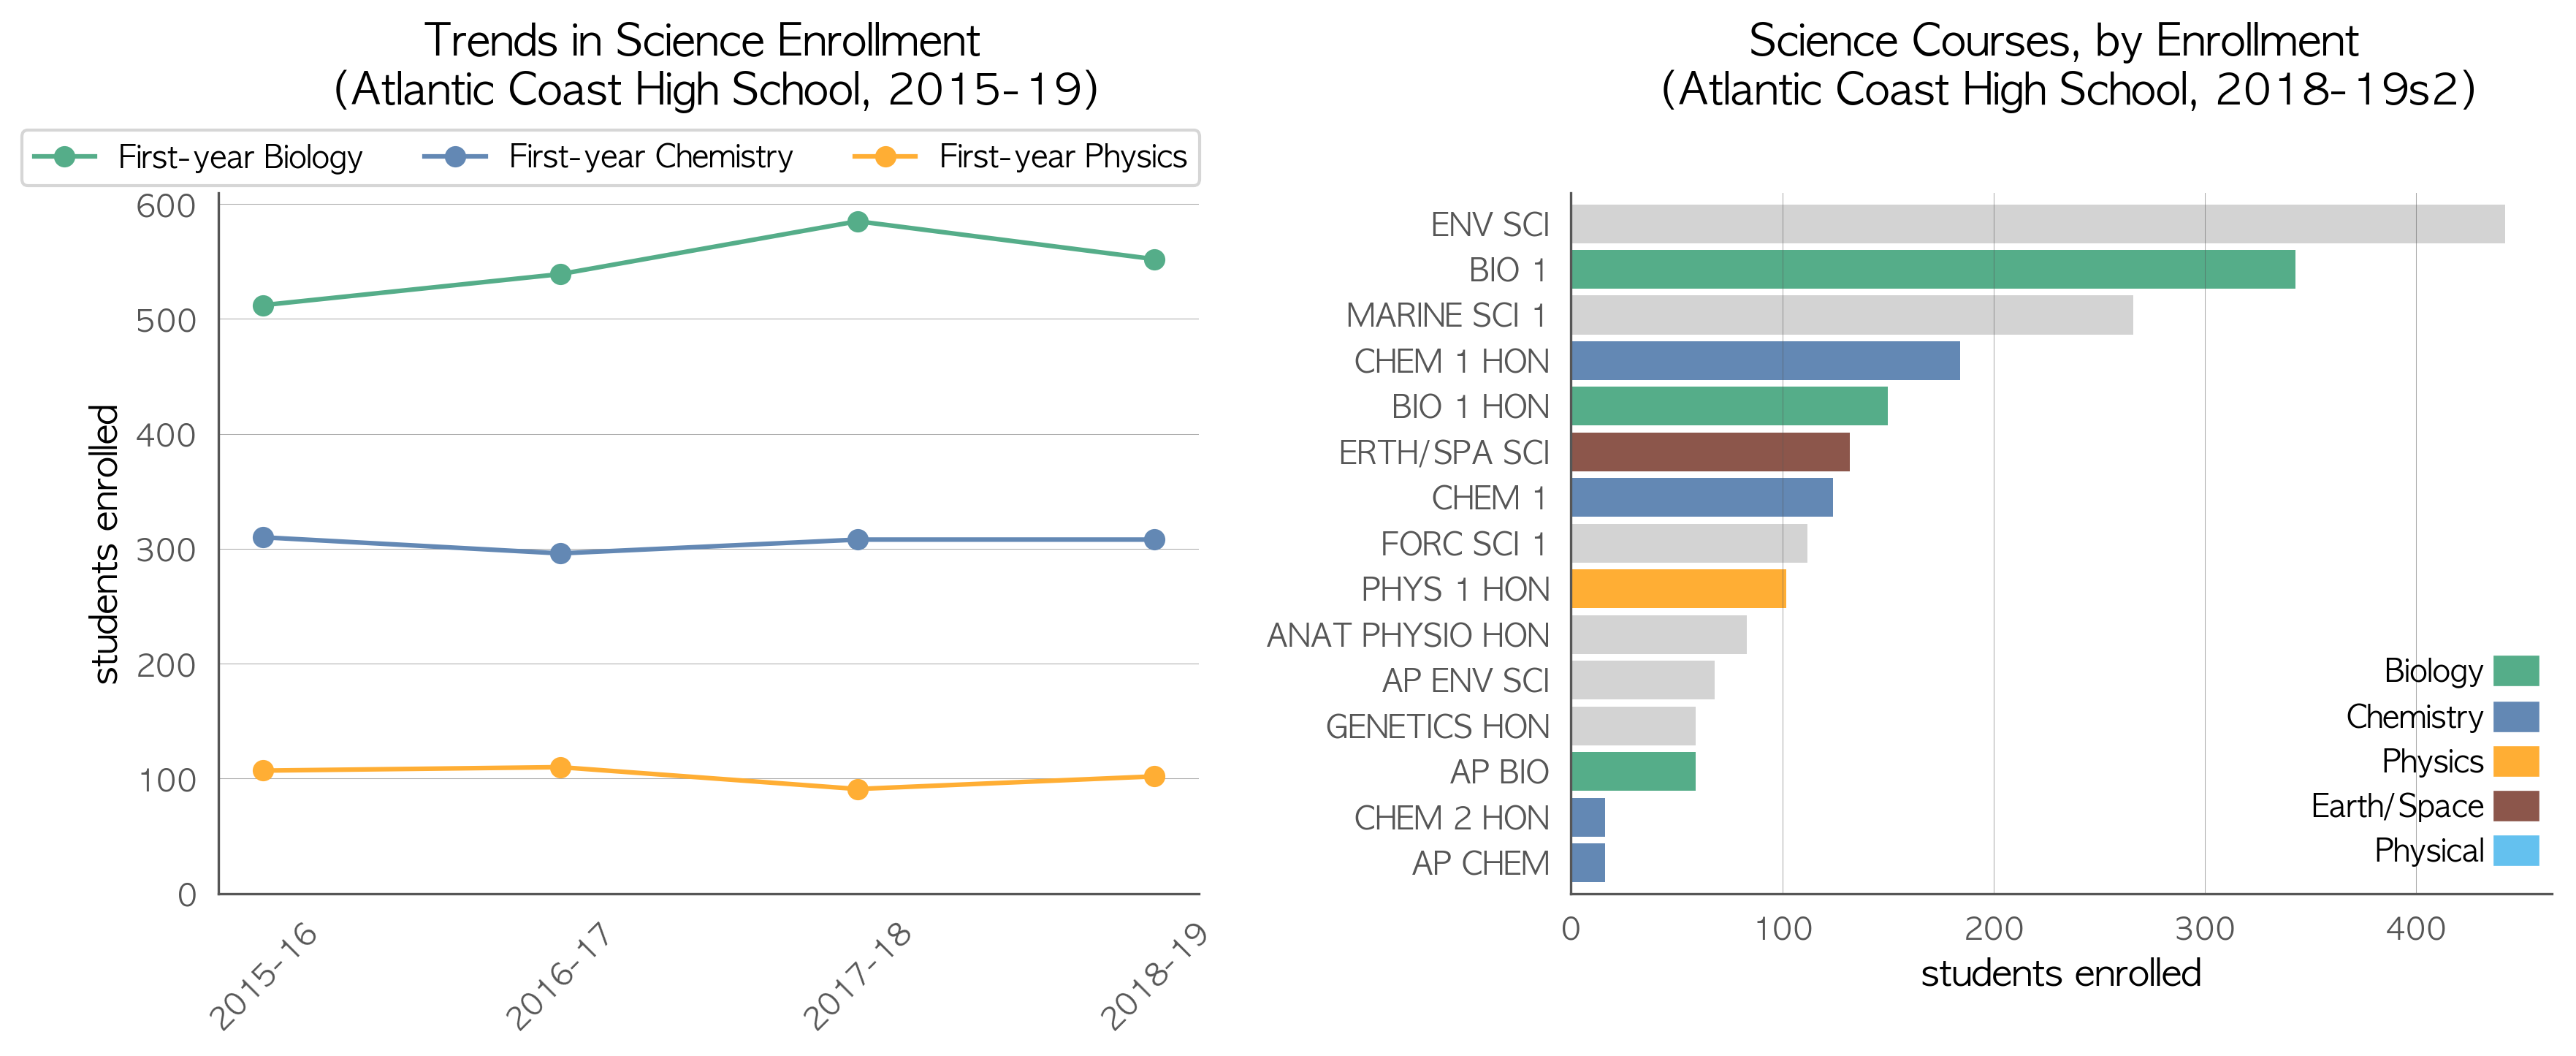 Trends in Science Enrollment
(Atlantic Coast High School, 2015-19)
First-year Biology
First-year Chemistry
First-year Physics
600
500
400
300
200
100
0
students enrolled
2015-16
2016-17
2017-18
2018-19
Science Courses, by Enrollment
(Atlantic Coast High School, 2018-19s2)
ENV SCI
BIO 1
MARINE SCI 1
CHEM 1 HON
BIO 1 HON
ERTH/SPA SCI
CHEM 1
FORC SCI 1
PHYS 1 HON
ANAT PHYSIO HON
AP ENV SCI
GENETICS HON
AP BIO
CHEM 2 HON
AP CHEM
Biology
Chemistry
Physics
Earth/Space
Physical
0
100
200
300
400
students enrolled